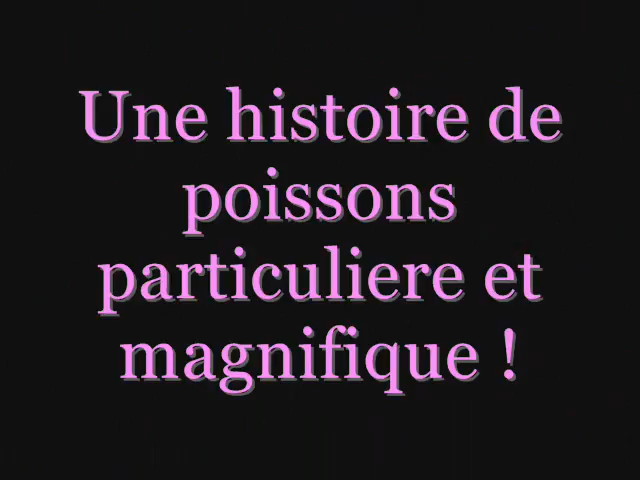 Une histoire de
poissons
particuliere et
magnifique !